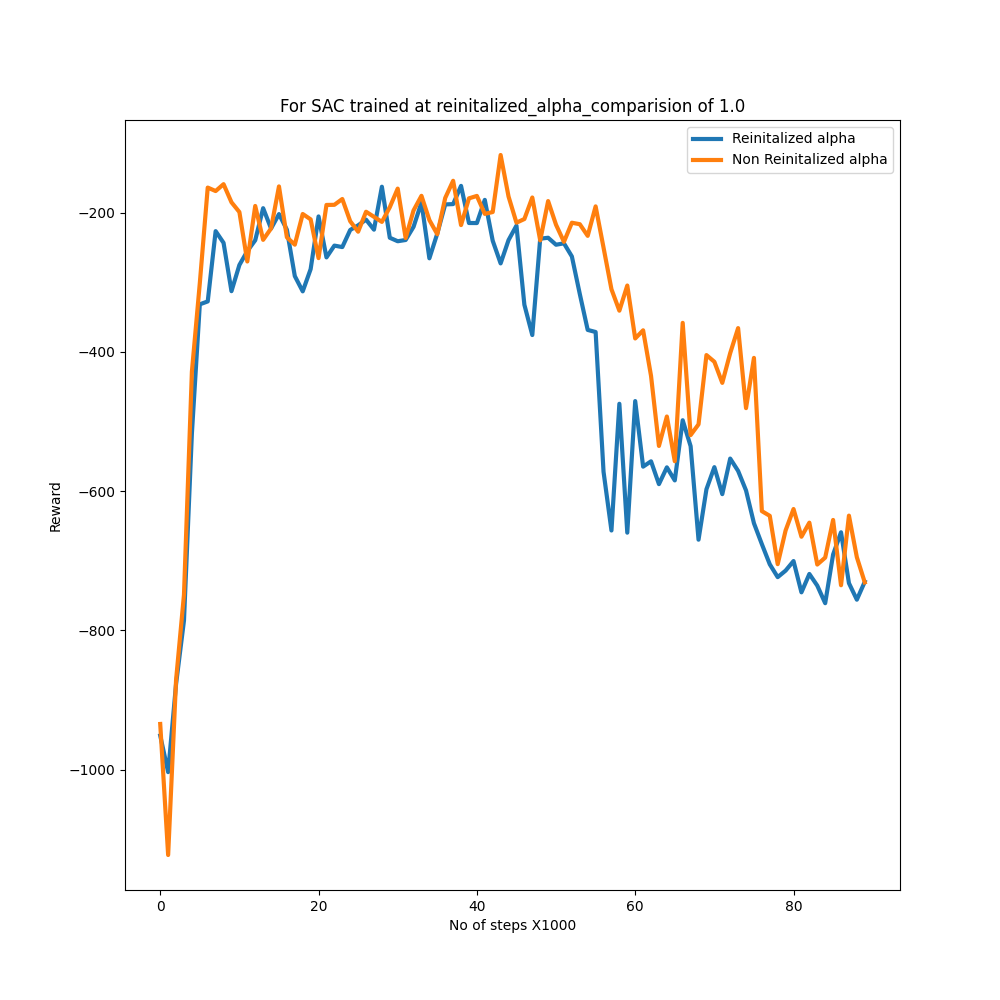 For SAC trained at reinitalized_alpha_comparision of 1.0
Reinitalized alpha
Non Reinitalized alpha
Reward
−200
−400
−600
−800
−1000
0
20
40
60
80
No of steps X1000